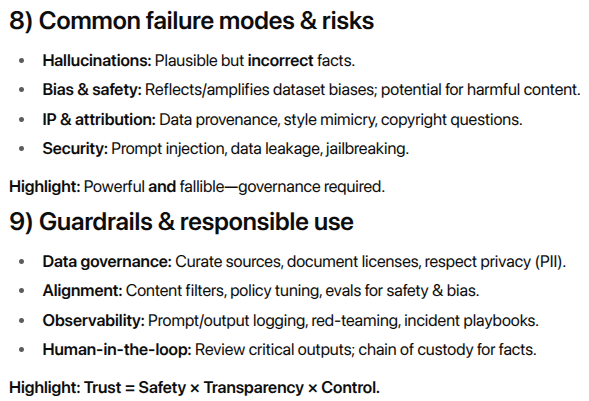 8) Common failure modes & risks
• Hallucinations: Plausible but incorrect facts.
• Bias & safety: Reflects/amplifies dataset biases; potential for harmful content.
• IP & attribution: Data provenance, style mimicry, copyright questions.
• Security: Prompt injection, data leakage, jailbreaking.
Highlight: Powerful and fallible—governance required.
9) Guardrails & responsible use
• Data governance: Curate sources, document licenses, respect privacy (PII).
• Alignment: Content filters, policy tuning, evals for safety & bias.
• Observability: Prompt/output logging, red-teaming, incident playbooks.
• Human-in-the-loop: Review critical outputs; chain of custody for facts.
Highlight: Trust = Safety × Transparency × Control.